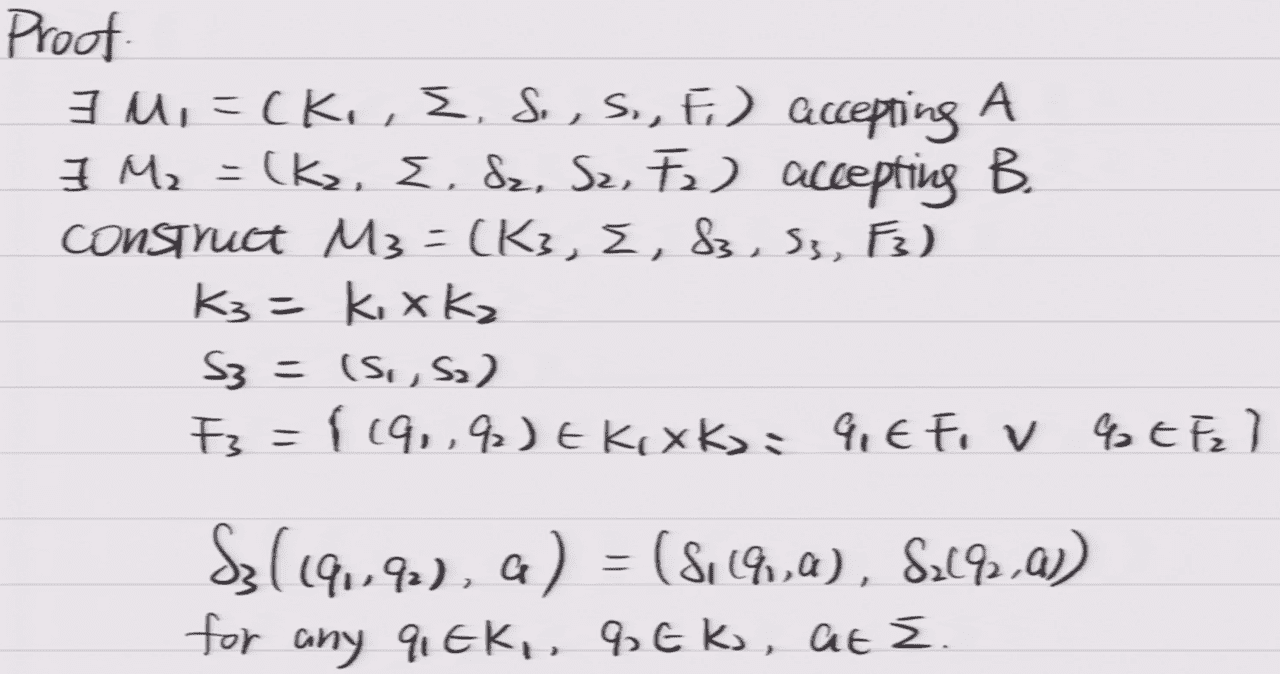 Proof.
∃ M₁ = (K₁, Σ, δ₁, s₁, F₁) accepting A
∃ M₂ = (K₂, Σ, δ₂, S₂, F₂) accepting B.
construct M₃ = (K₃, Σ, δ₃, s₃, F₃)
K₃ = K₁ × K₂
S₃ = (S₁, S₂)
F₃ = { (q₁, q₂) ∈ K₁ × K₂ : q₁ ∈ F₁ ∨ q₂ ∈ F₂ }
δ₃((q₁, q₂), a) = (δ₁(q₁, a), δ₂(q₂, a))
for any q₁ ∈ K₁, q₂ ∈ K₂, a ∈ Σ.